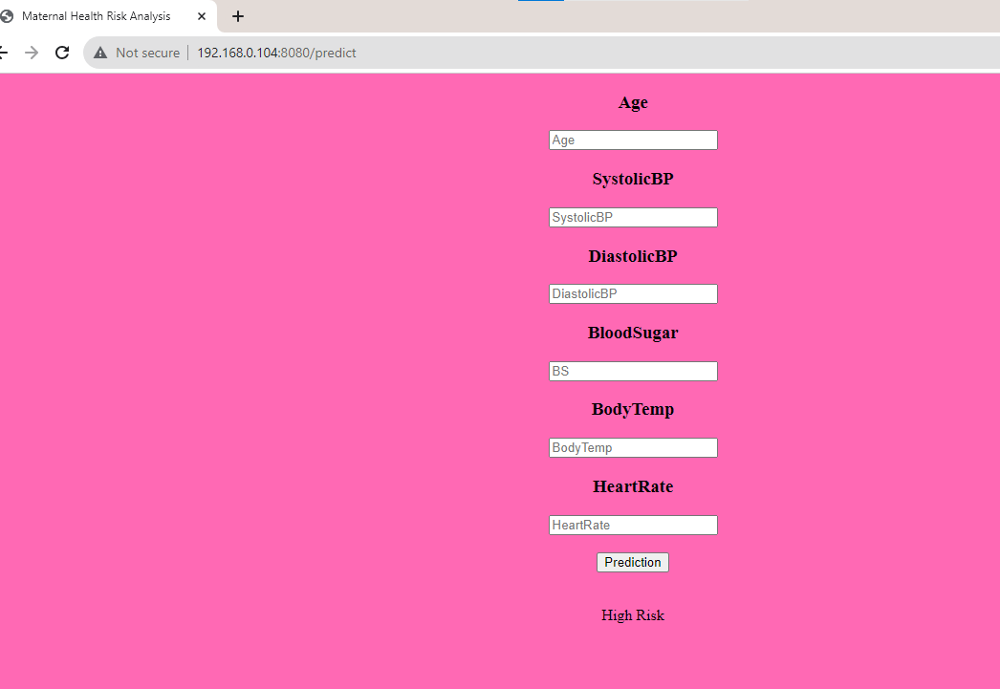 Maternal Health Risk Analysis
Not secure 192.168.0.104:8080/predict
Age
Age
SystolicBP
SystolicBP
DiastolicBP
DiastolicBP
BloodSugar
BS
BodyTemp
BodyTemp
HeartRate
HeartRate
Prediction
High Risk